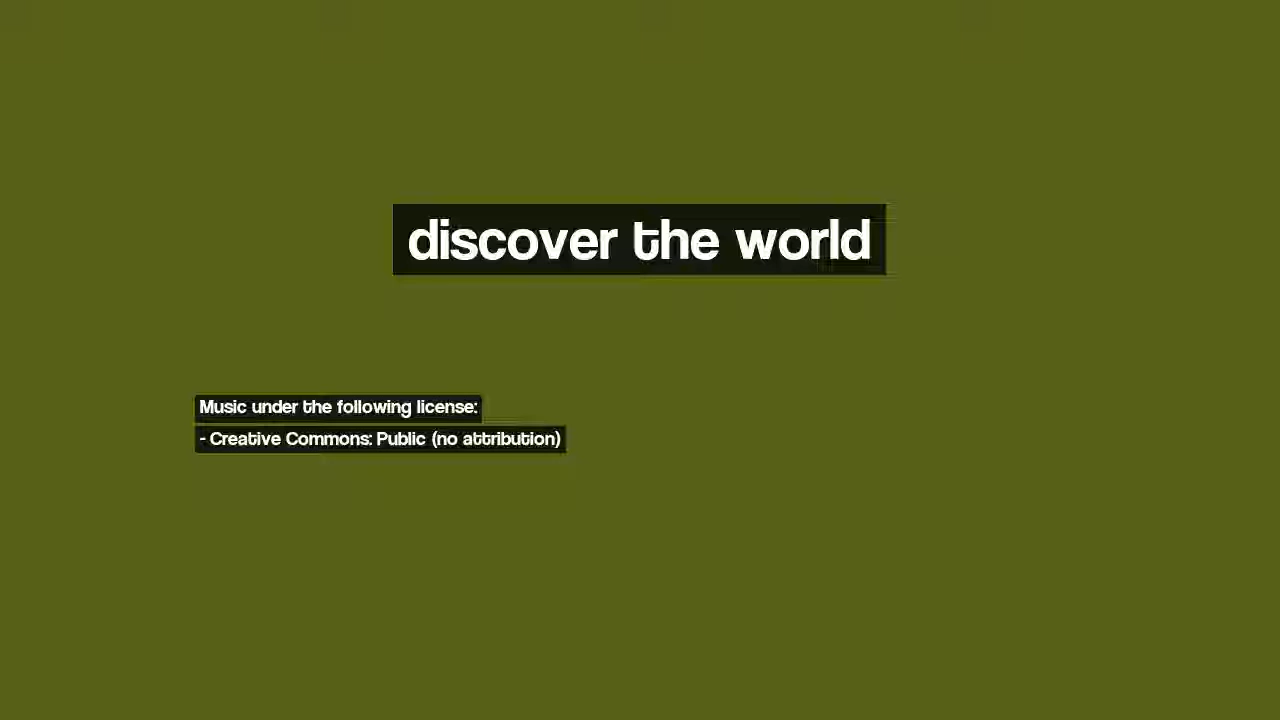 discover the world
Music under the following license:
- Creative Commons: Public (no attribution)